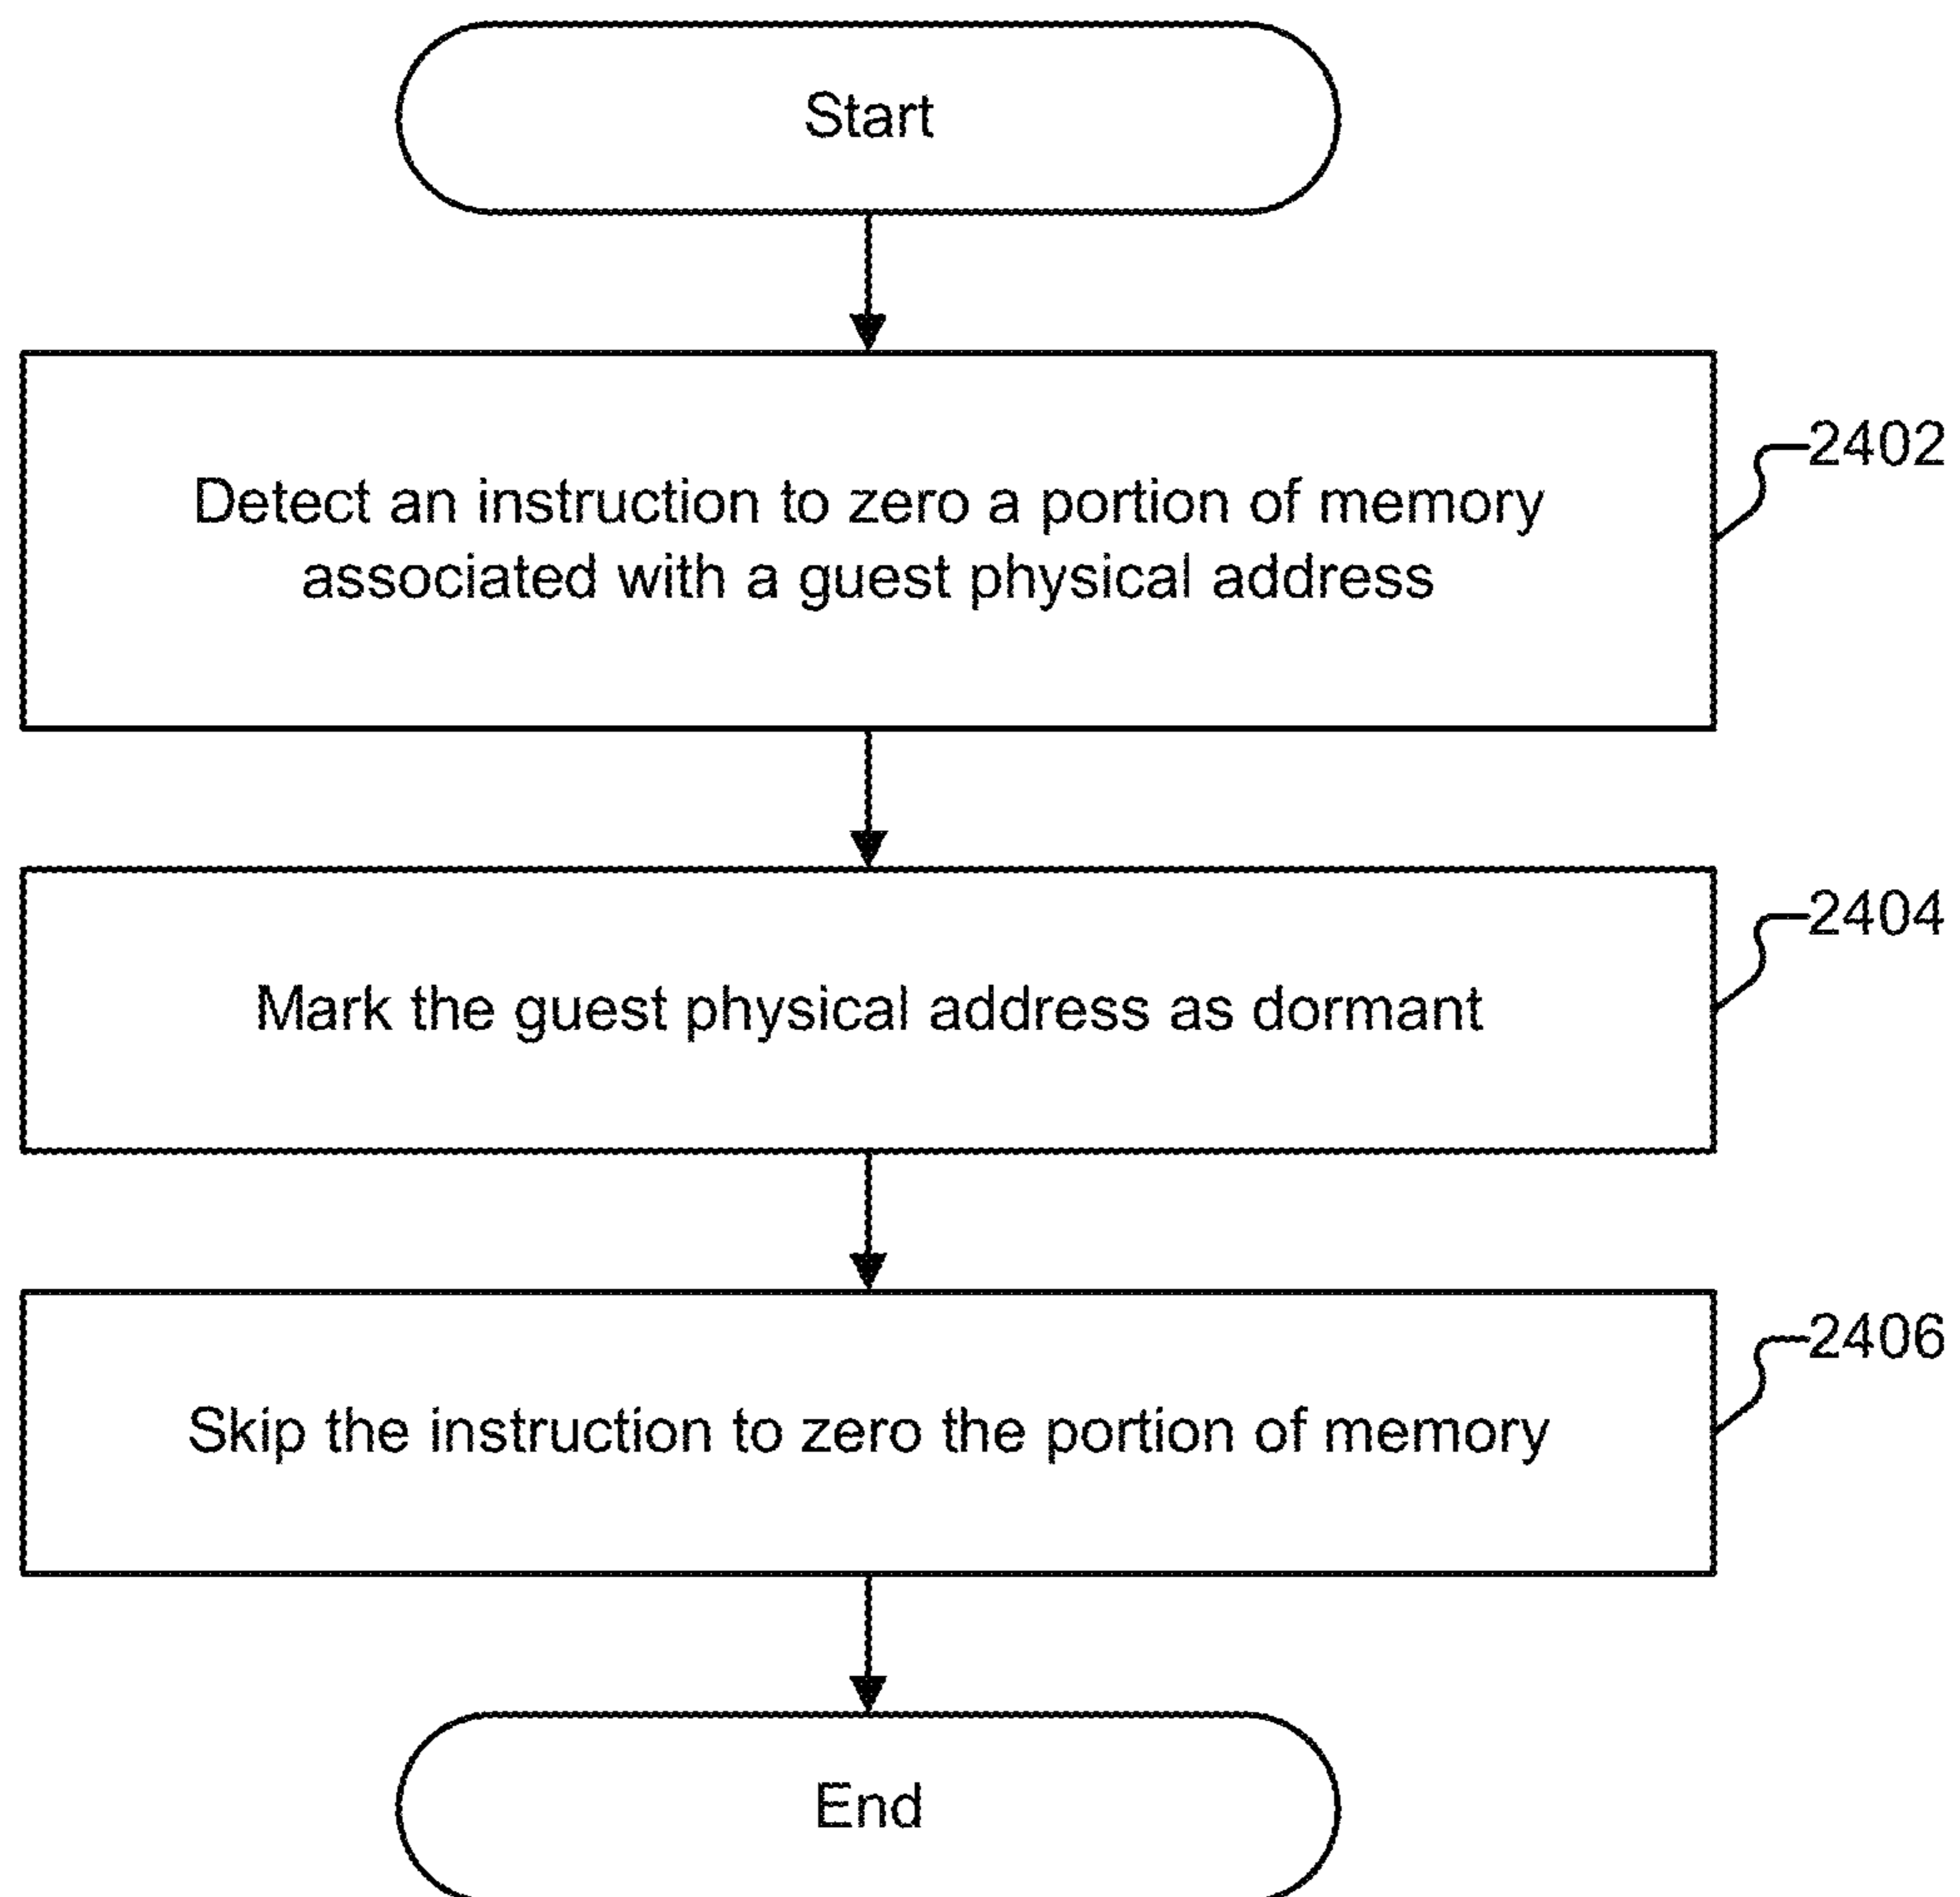 Start
2402
Detect an instruction to zero a portion of memory
associated with a guest physical address
2404
Mark the guest physical address as dormant
2406
Skip the instruction to zero the portion of memory
End